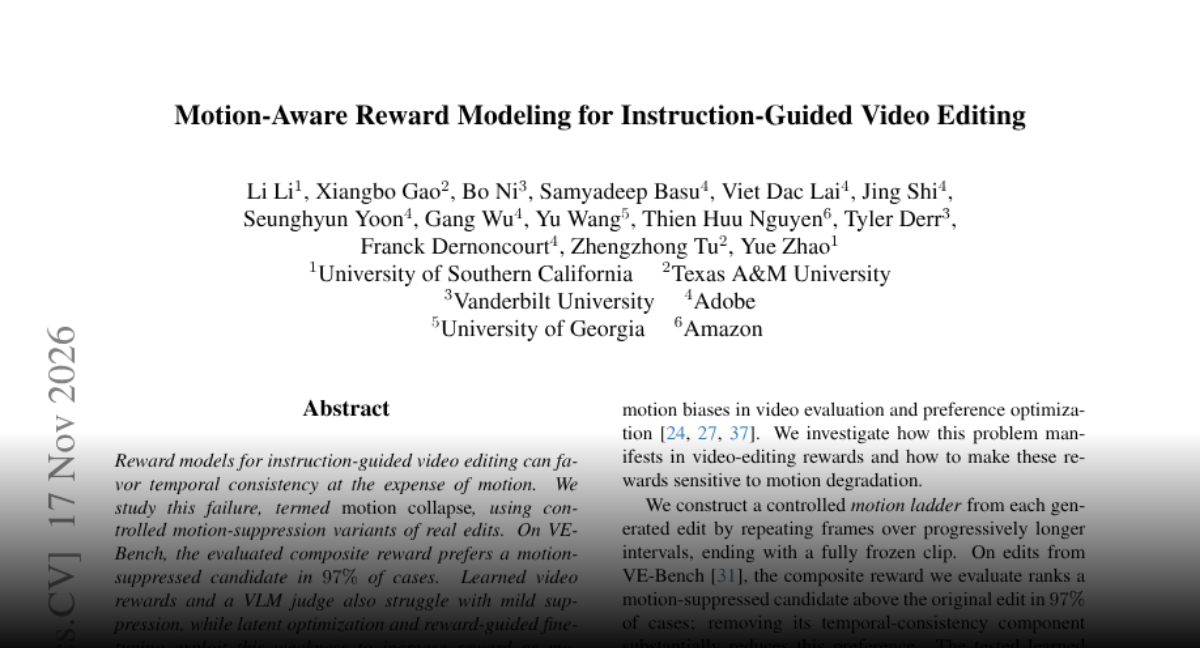 Motion-Aware Reward Modeling for Instruction-Guided Video Editing
Li Li¹, Xiangbo Gao², Bo Ni³, Samyadeep Basu⁴, Viet Dac Lai⁴, Jing Shi⁴,
Seunghyun Yoon⁴, Gang Wu⁴, Yu Wang⁵, Thien Huu Nguyen⁶, Tyler Derr³,
Franck Dernoncourt⁴, Zhengzhong Tu², Yue Zhao¹
¹University of Southern California ²Texas A&M University
³Vanderbilt University ⁴Adobe
⁵University of Georgia ⁶Amazon
s.CV] 17 Nov 2026
Abstract
Reward models for instruction-guided video editing can fa-
vor temporal consistency at the expense of motion. We
study this failure, termed motion collapse, using con-
trolled motion-suppression variants of real edits. On VE-
Bench, the evaluated composite reward prefers a motion-
suppressed candidate in 97% of cases. Learned video
rewards and a VLM judge also struggle with mild sup-
pression, while latent optimization and reward-guided fine-
motion biases in video evaluation and preference optimiza-
tion [24, 27, 37]. We investigate how this problem man-
ifests in video-editing rewards and how to make these re-
wards sensitive to motion degradation.
We construct a controlled motion ladder from each gen-
erated edit by repeating frames over progressively longer
intervals, ending with a fully frozen clip. On edits from
VE-Bench [31], the composite reward we evaluate ranks a
motion-suppressed candidate above the original edit in 97%
of cases; removing its temporal-consistency component